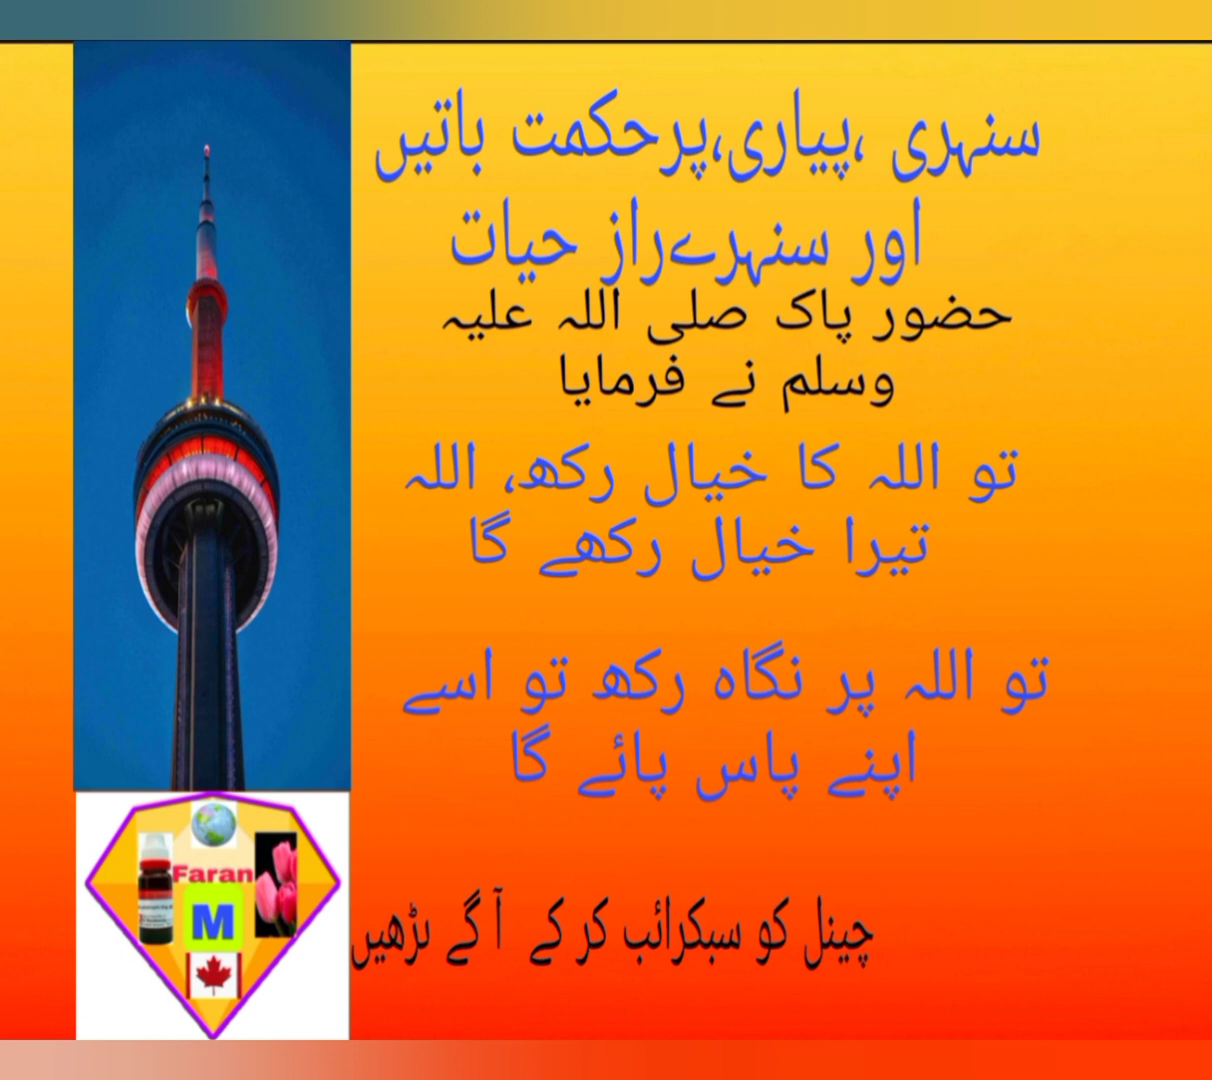 سنہری ،پیاری،پرحکمت باتیں
اور سنہرےراز حیات
حضور پاک صلی اللہ علیہ
وسلم نے فرمایا
تو اللہ کا خیال رکھ، اللہ
تیرا خیال رکھے گا
تو اللہ پر نگاہ رکھ تو اسے
اپنے پاس پائے گا
Faran
M
چینل کو سبکرائب کر کے آگے بڑھیں